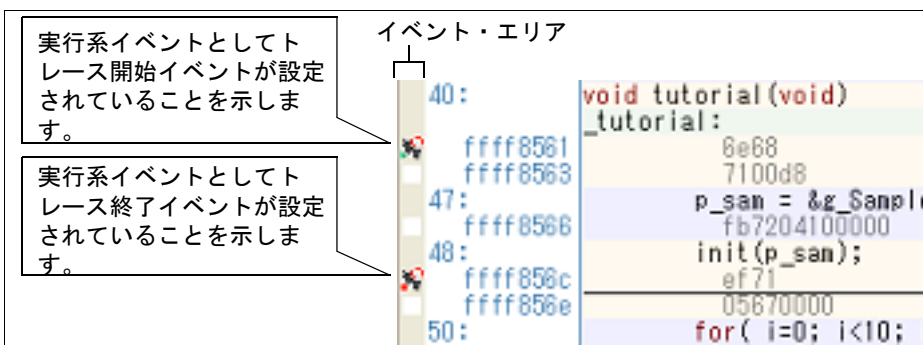 実行系イベントとしてト
レース開始イベントが設定
されていることを示しま
す。
実行系イベントとしてト
レース終了イベントが設定
されていることを示しま
す。
イベント・エリア
40: void tutorial(void)
_tutorial:
ffff8561 6e68
ffff8563 7100d8
47: p_sam = &g_Sample
ffff8566 fb7204100000
48: init(p_sam);
ffff856c ef71
ffff856e 05670000
50: for( i=0; i<10;